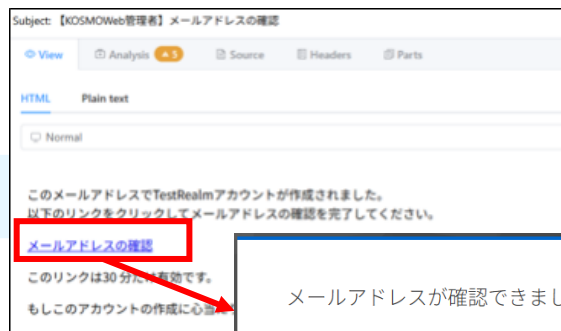 Subject: 【KOSMOWeb管理者】メールアドレスの確認
View Analysis 5 Source Headers Parts
HTML Plain text
Normal
このメールアドレスでTestRealmアカウントが作成されました。
以下のリンクをクリックしてメールアドレスの確認を完了してください。
メールアドレスの確認
このリンクは30 分だけ有効です。
もしこのアカウントの作成に心当
メールアドレスが確認できまし